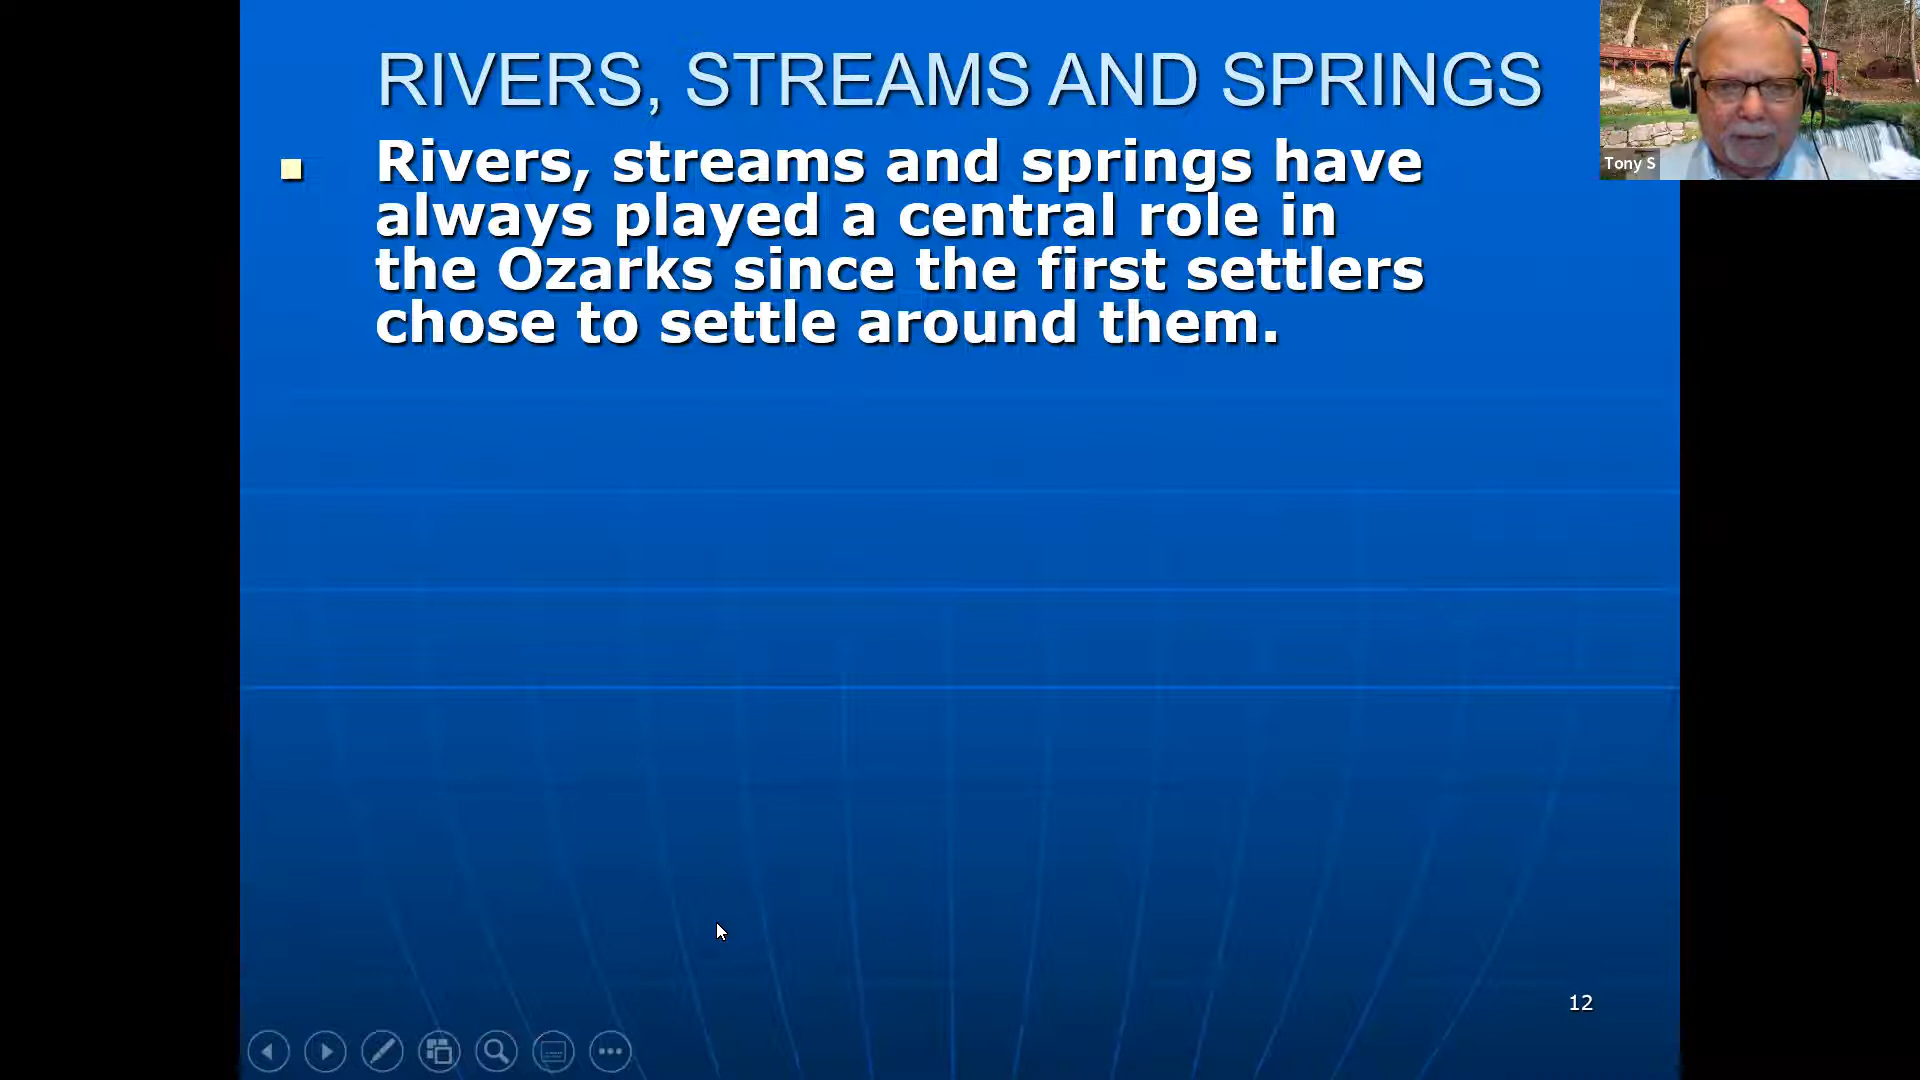 RIVERS, STREAMS AND SPRINGS
Rivers, streams and springs have
always played a central role in
the Ozarks since the first settlers
chose to settle around them.
Tony S
12